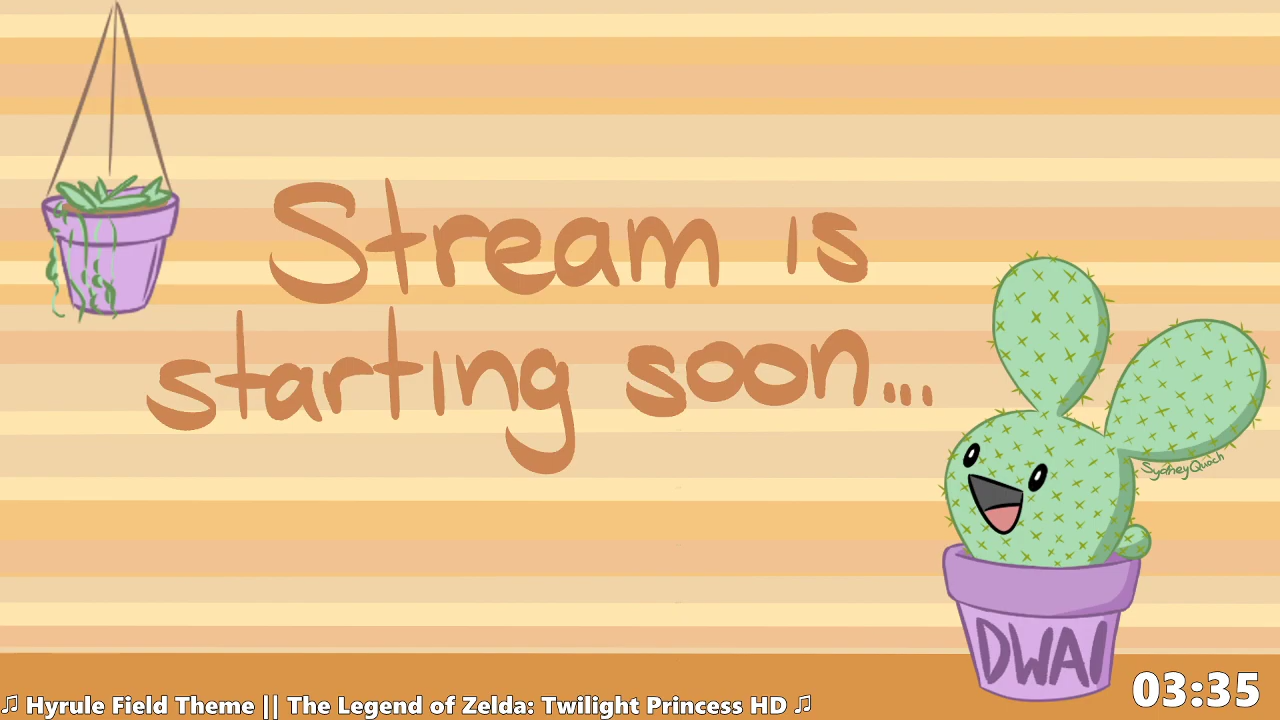 Stream is
starting soon...
SydneyQuach
DWAI
03:35
♫ Hyrule Field Theme || The Legend of Zelda: Twilight Princess HD ♫